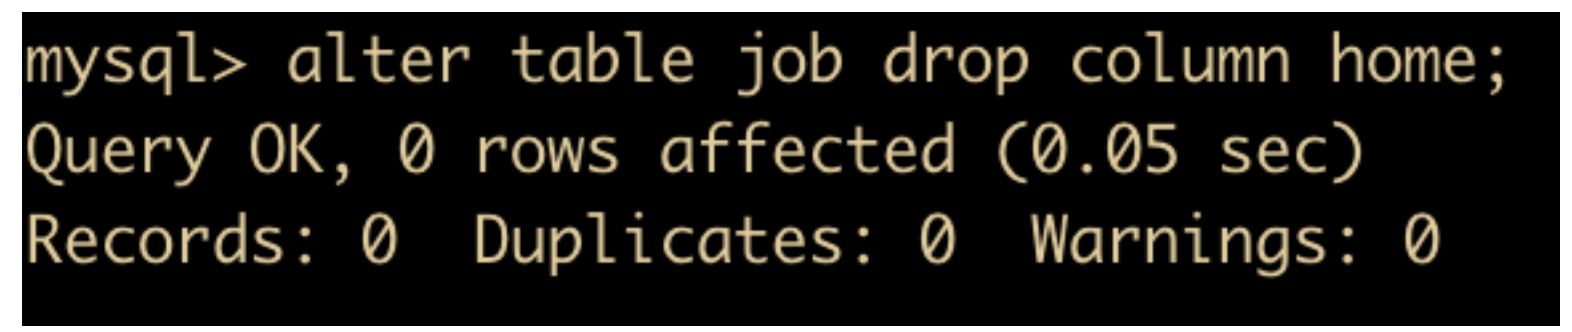 mysql> alter table job drop column home;
Query OK, 0 rows affected (0.05 sec)
Records: 0  Duplicates: 0  Warnings: 0